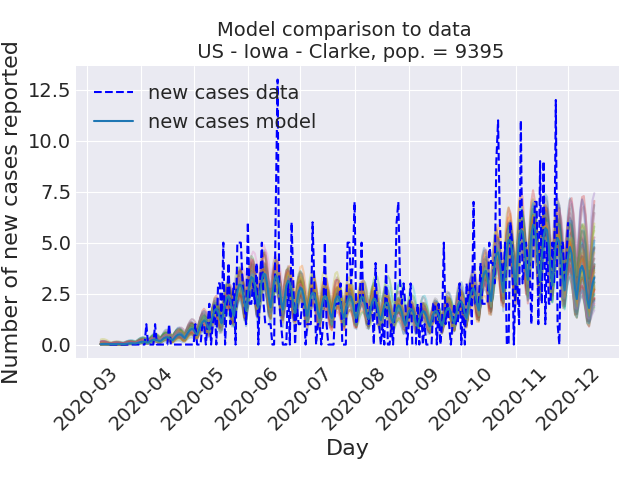 Model comparison to data
US - Iowa - Clarke, pop. = 9395
Number of new cases reported
12.5
10.0
7.5
5.0
2.5
0.0
new cases data
new cases model
2020-03
2020-04
2020-05
2020-06
2020-07
2020-08
2020-09
2020-10
2020-11
2020-12
Day